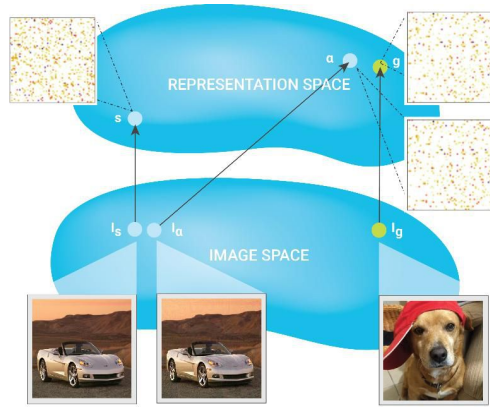 α
g
REPRESENTATION SPACE
s
Is
Iα
Ig
IMAGE SPACE